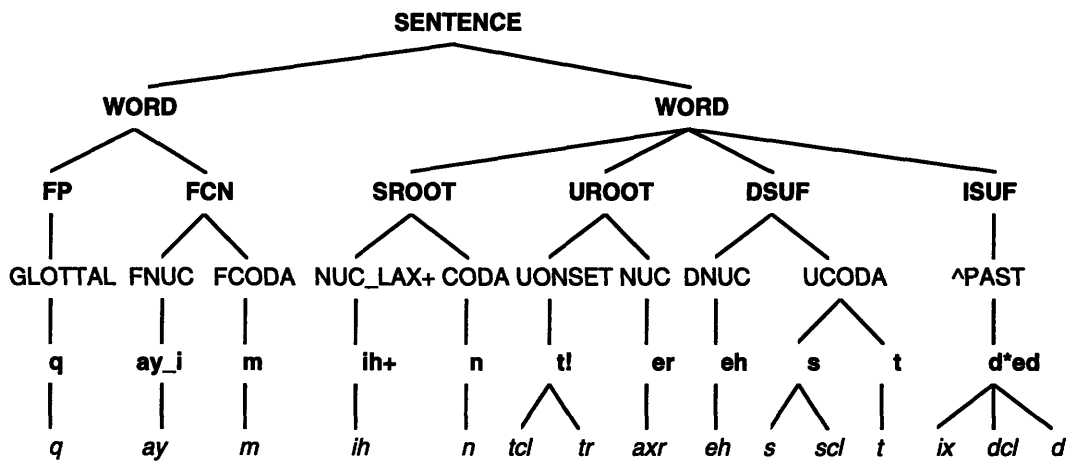 SENTENCE
WORD WORD
FP FCN SROOT UROOT DSUF ISUF
GLOTTAL FNUC FCODA NUC_LAX+ CODA UONSET NUC DNUC UCODA ^PAST
q ay_i m ih+ n t! er eh s t d*ed
q ay m ih n tcl tr axr eh s scl t ix dcl d